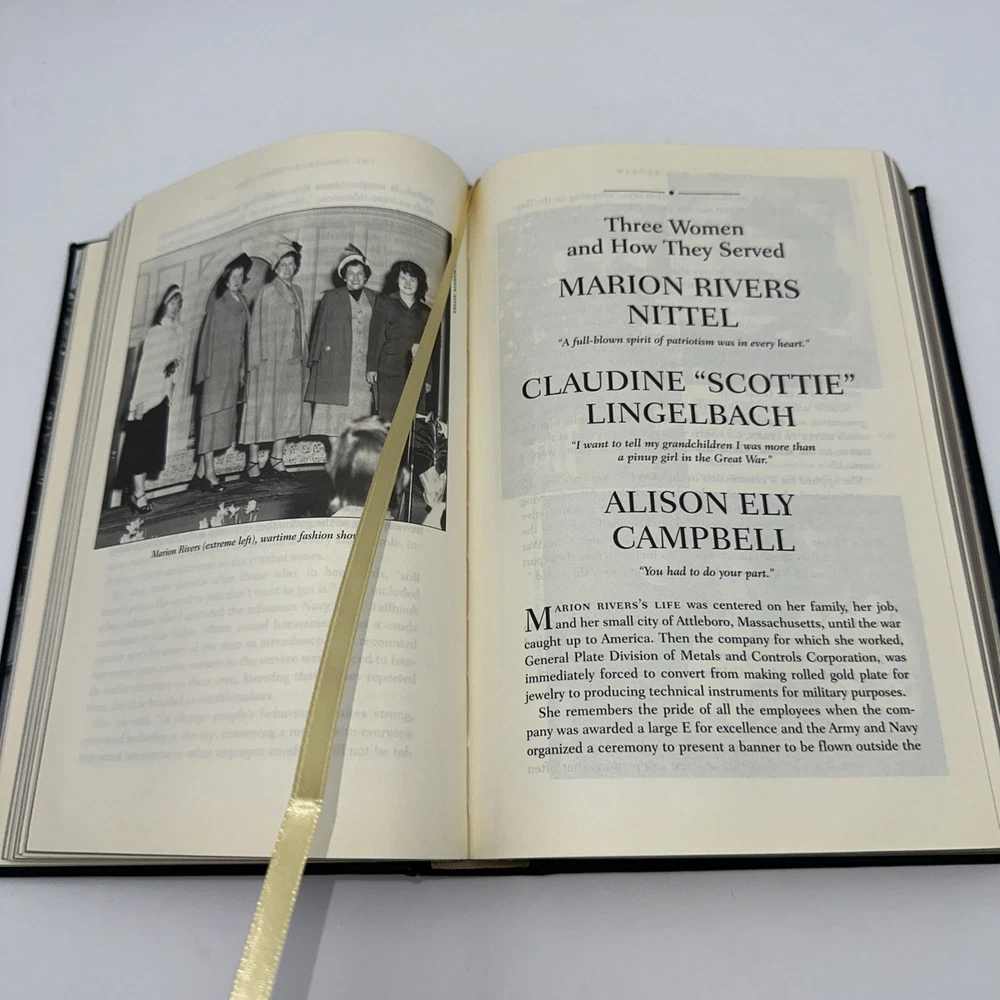 Marion Rivers (extreme left), wartime fashion show
Three Women
and How They Served
MARION RIVERS
NITTEL
“A full-blown spirit of patriotism was in every heart.”
CLAUDINE “SCOTTIE”
LINGELBACH
“I want to tell my grandchildren I was more than
a pinup girl in the Great War.”
ALISON ELY
CAMPBELL
“You had to do your part.”
MARION RIVERS’S LIFE was centered on her family, her job,
and her small city of Attleboro, Massachusetts, until the war
caught up to America. Then the company for which she worked,
General Plate Division of Metals and Controls Corporation, was
immediately forced to convert from making rolled gold plate for
jewelry to producing technical instruments for military purposes.
She remembers the pride of all the employees when the com-
pany was awarded a large E for excellence and the Army and Navy
organized a ceremony to present a banner to be flown outside the